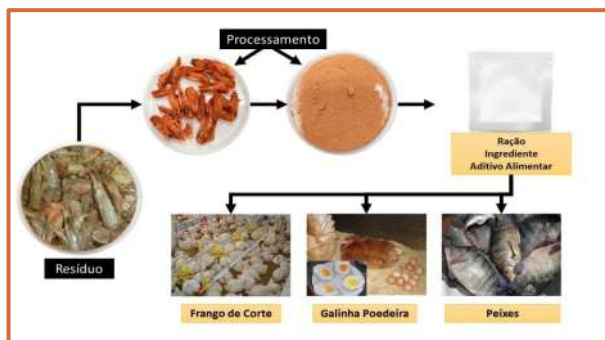 Processamento
Ração
Ingrediente
Aditivo Alimentar
Resíduo
Frango de Corte
Galinha Poedeira
Peixes